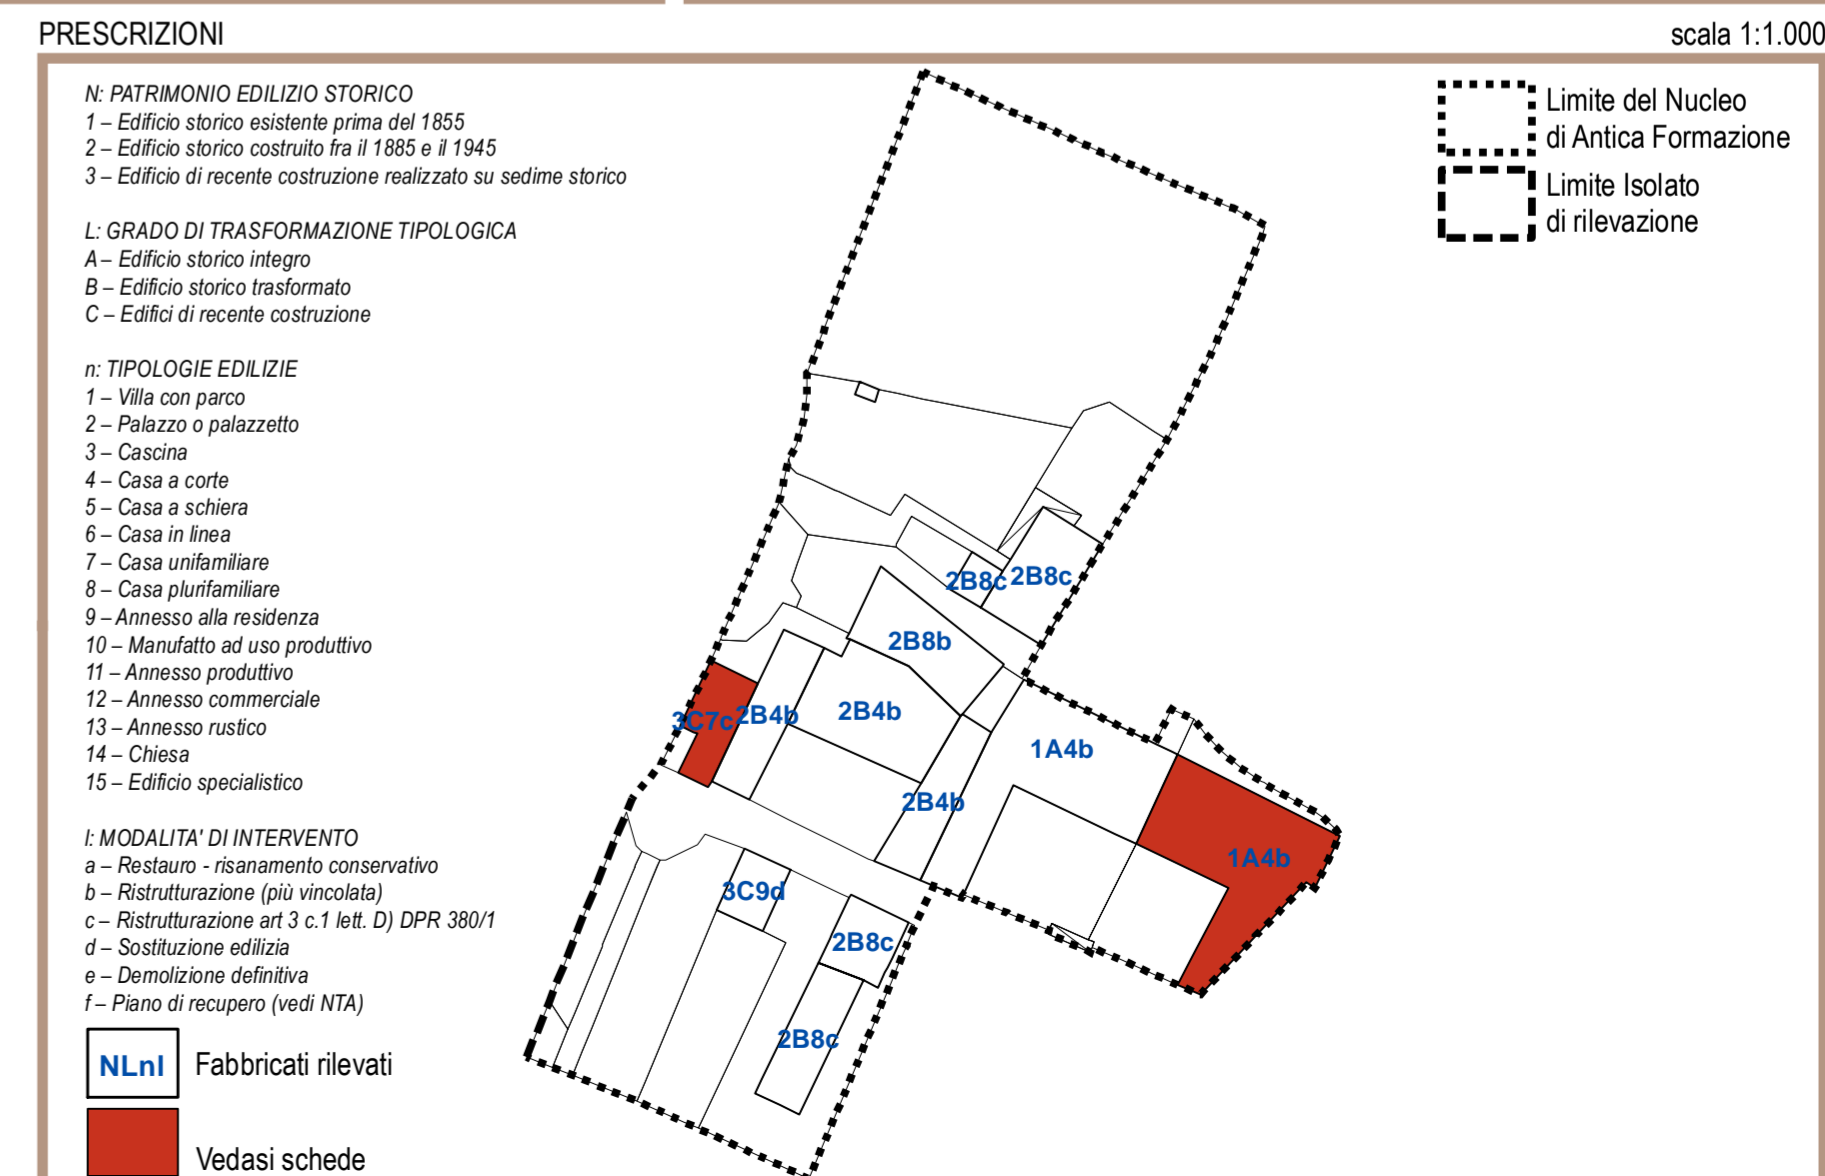 PRESCRIZIONI
scala 1:1.000
N: PATRIMONIO EDILIZIO STORICO
1 – Edificio storico esistente prima del 1855
2 – Edificio storico costruito fra il 1885 e il 1945
3 – Edificio di recente costruzione realizzato su sedime storico
L: GRADO DI TRASFORMAZIONE TIPOLOGICA
A – Edificio storico integro
B – Edificio storico trasformato
C – Edifici di recente costruzione
n: TIPOLOGIE EDILIZIE
1 – Villa con parco
2 – Palazzo o palazzetto
3 – Cascina
4 – Casa a corte
5 – Casa a schiera
6 – Casa in linea
7 – Casa unifamiliare
8 – Casa plurifamiliare
9 – Annesso alla residenza
10 – Manufatto ad uso produttivo
11 – Annesso produttivo
12 – Annesso commerciale
13 – Annesso rustico
14 – Chiesa
15 – Edificio specialistico
I: MODALITA' DI INTERVENTO
a – Restauro - risanamento conservativo
b – Ristrutturazione (più vincolata)
c – Ristrutturazione art 3 c.1 lett. D) DPR 380/1
d – Sostituzione edilizia
e – Demolizione definitiva
f – Piano di recupero (vedi NTA)
NLnI
Fabbricati rilevati
Vedasi schede
Limite del Nucleo
di Antica Formazione
Limite Isolato
di rilevazione
2B8c
2B8c
2B8b
3C7c
2B4b
2B4b
1A4b
2B4b
1A4b
3C9d
2B8c
2B8c